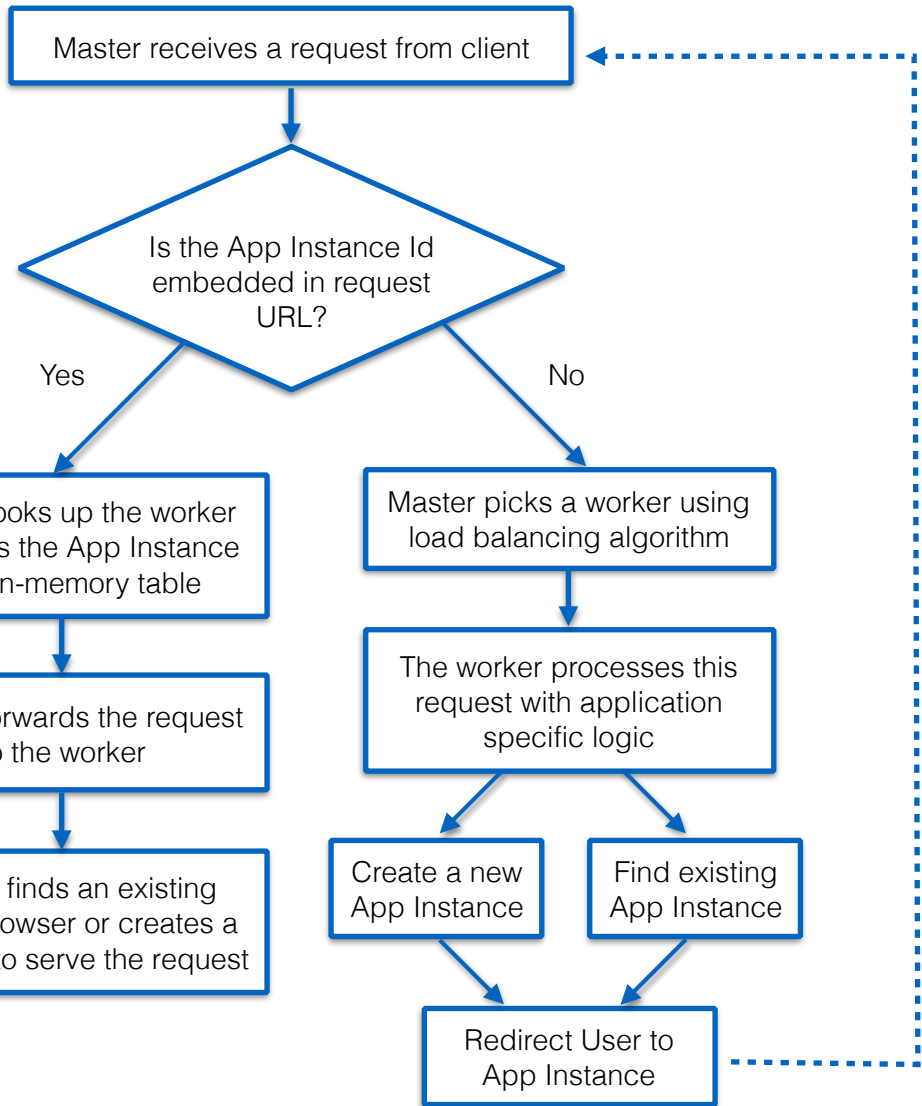 Master receives a request from client
Is the App Instance Id
embedded in request
URL?
Yes
No
ooks up the worker
s the App Instance
n-memory table
Master picks a worker using
load balancing algorithm
The worker processes this
request with application
specific logic
rwards the request
the worker
finds an existing
owser or creates a
to serve the request
Create a new
App Instance
Find existing
App Instance
Redirect User to
App Instance